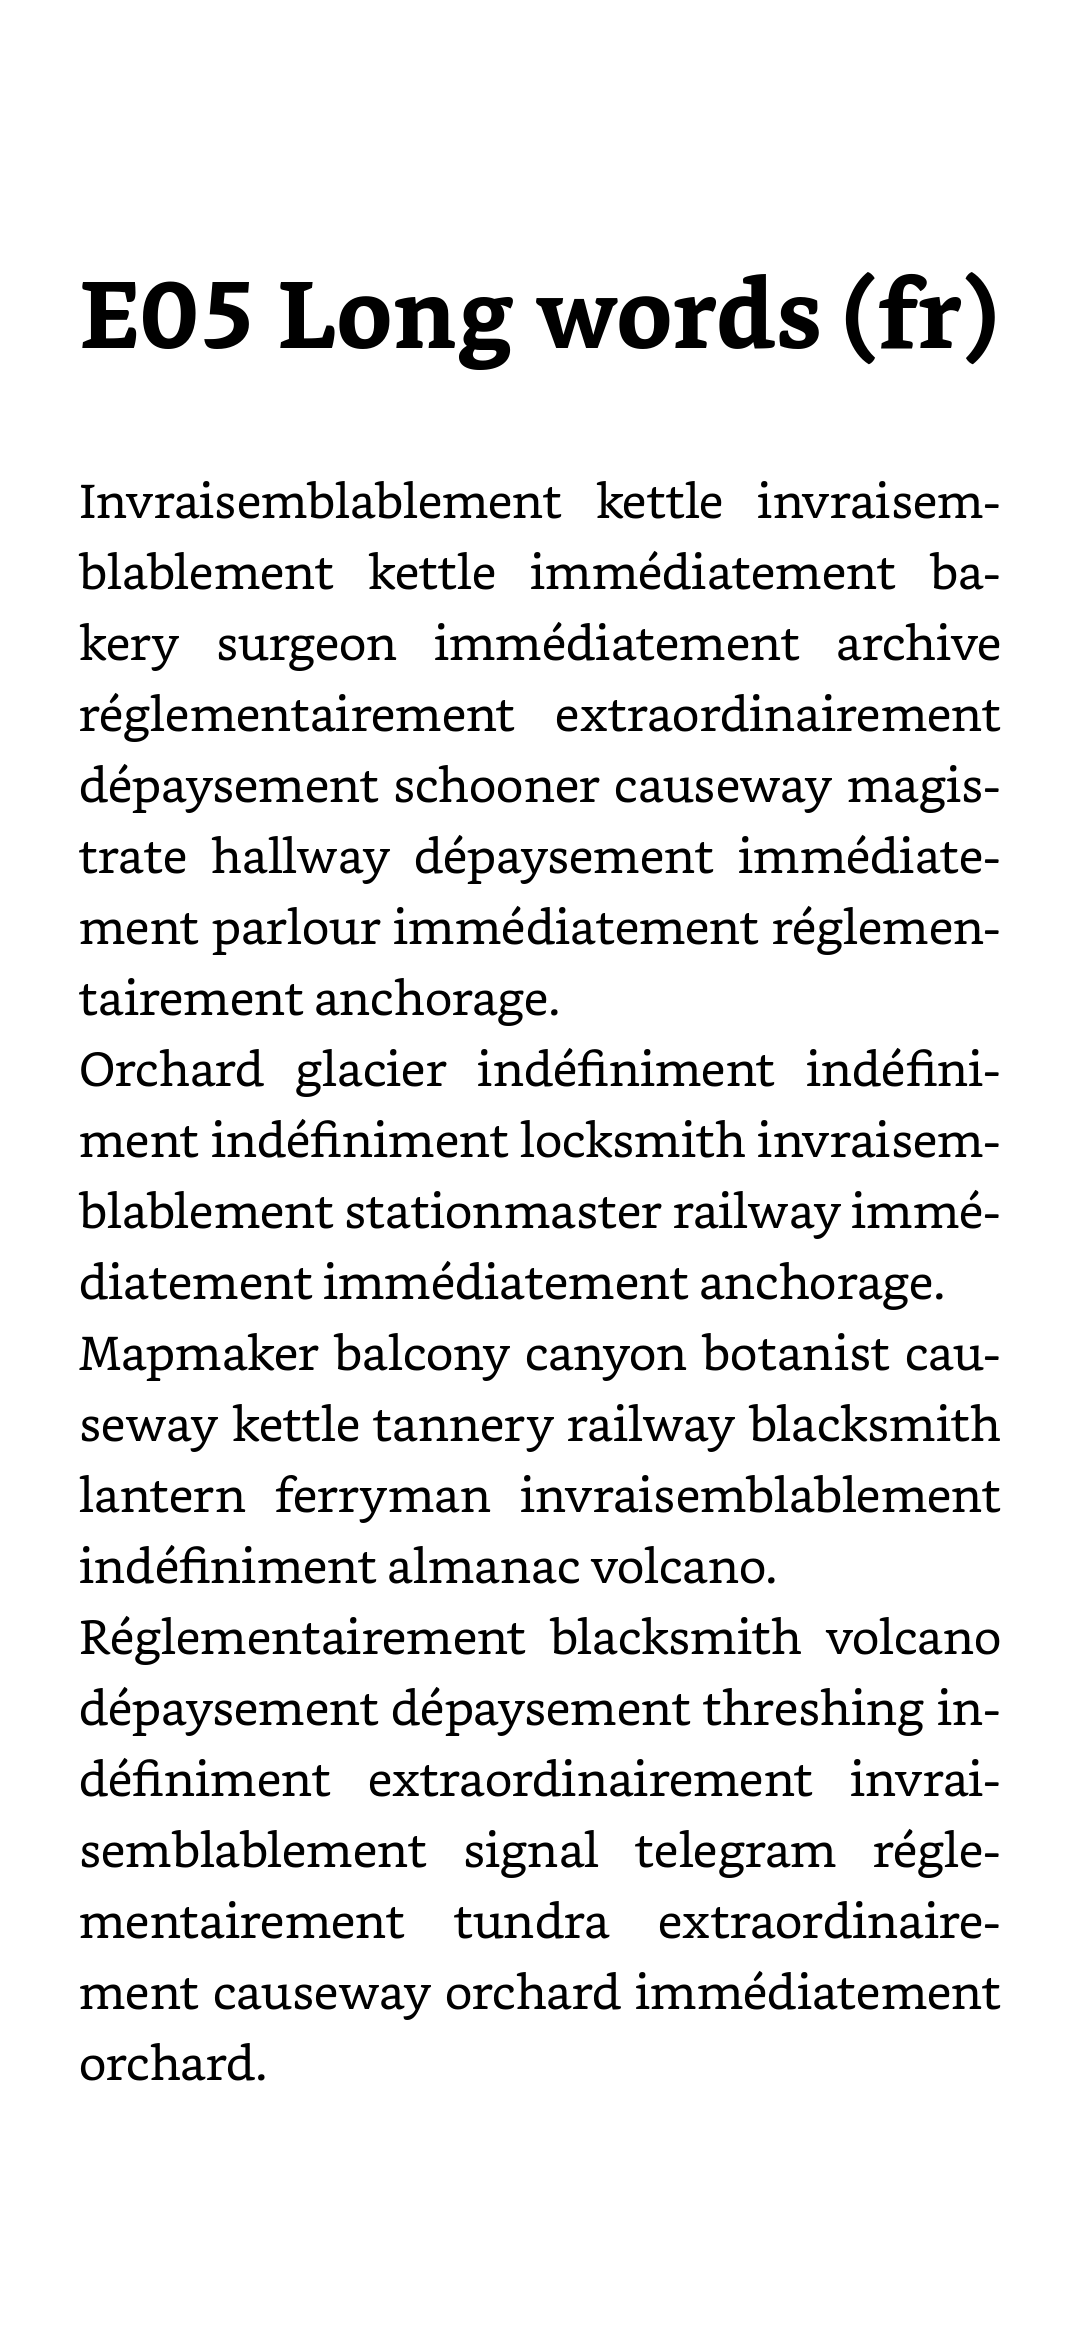 E05 Long words (fr)
Invraisemblablement kettle invraisem-
blablement kettle immédiatement ba-
kery surgeon immédiatement archive
réglementairement extraordinairement
dépaysement schooner causeway magis-
trate hallway dépaysement immédiate-
ment parlour immédiatement réglemen-
tairement anchorage.
Orchard glacier indéfiniment indéfini-
ment indéfiniment locksmith invraisem-
blablement stationmaster railway immé-
diatement immédiatement anchorage.
Mapmaker balcony canyon botanist cau-
seway kettle tannery railway blacksmith
lantern ferryman invraisemblablement
indéfiniment almanac volcano.
Réglementairement blacksmith volcano
dépaysement dépaysement threshing in-
définiment extraordinairement invrai-
semblablement signal telegram régle-
mentairement tundra extraordinaire-
ment causeway orchard immédiatement
orchard.